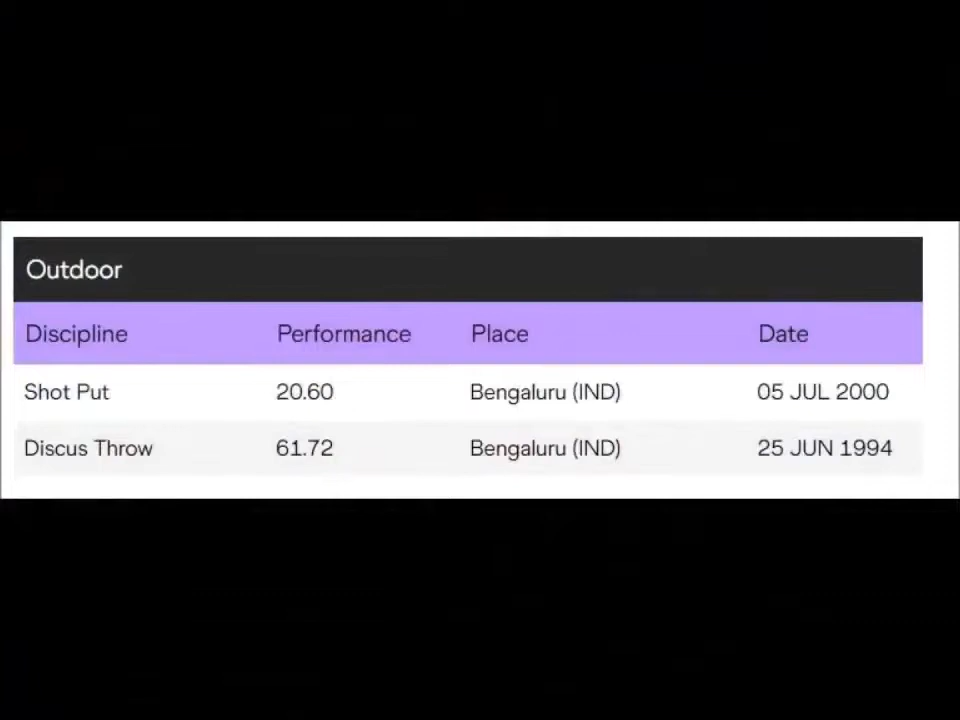 Outdoor
Discipline Performance Place Date
Shot Put 20.60 Bengaluru (IND) 05 JUL 2000
Discus Throw 61.72 Bengaluru (IND) 25 JUN 1994